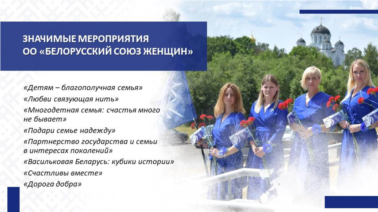 ЗНАЧИМЫЕ МЕРОПРИЯТИЯ
ОО «БЕЛОРУССКИЙ СОЮЗ ЖЕНЩИН»
«Детям – благополучная семья»
«Любви связующая нить»
«Многодетная семья: счастья много
не бывает»
«Подари семье надежду»
«Партнерство государства и семьи
в интересах поколений»
«Васильковая Беларусь: кубики истории»
«Счастливы вместе»
«Дорога добра»